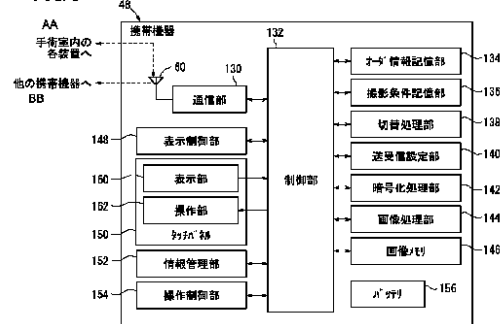 48
携帯機器
AA
手術室内の
各装置へ
他の携帯機器へ
BB
60
130
通信部
132
制御部
148
表示制御部
160
表示部
162
操作部
150
ﾀｯﾁﾊﾟﾈﾙ
152
情報管理部
154
操作制御部
ｵｰﾀﾞ情報記憶部
134
撮影条件記憶部
136
切替処理部
138
送受信設定部
140
暗号化処理部
142
画像処理部
144
画像ﾒﾓﾘ
146
ﾊﾞｯﾃﾘ
156